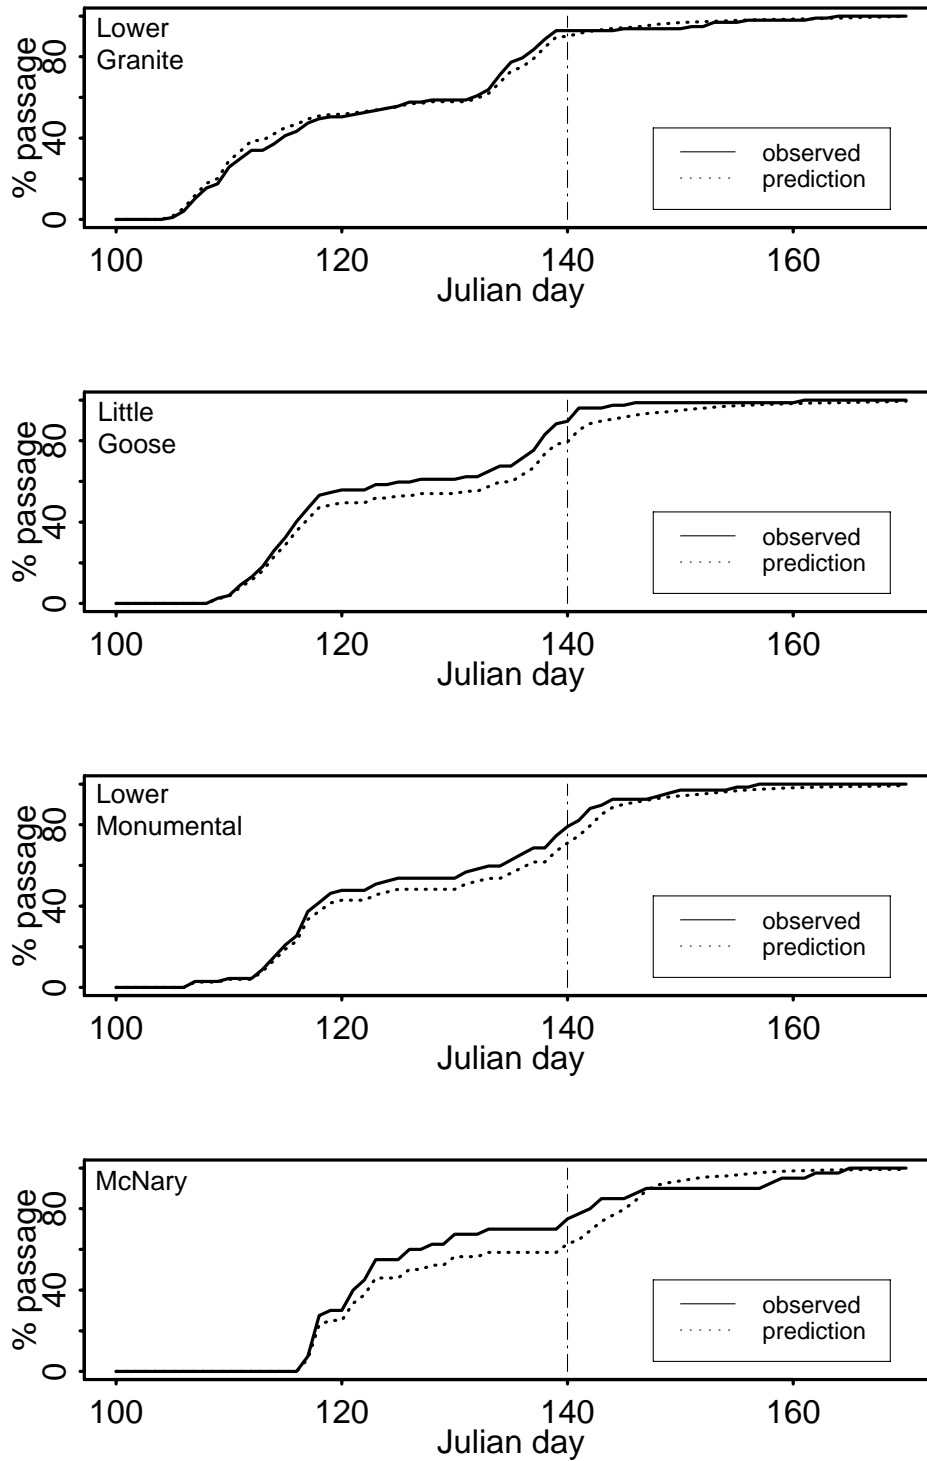 Lower
Granite
% passage
0 40 80
observed
prediction
100 120 140 160
Julian day
Little
Goose
% passage
0 40 80
observed
prediction
100 120 140 160
Julian day
Lower
Monumental
% passage
0 40 80
observed
prediction
100 120 140 160
Julian day
McNary
% passage
0 40 80
observed
prediction
100 120 140 160
Julian day